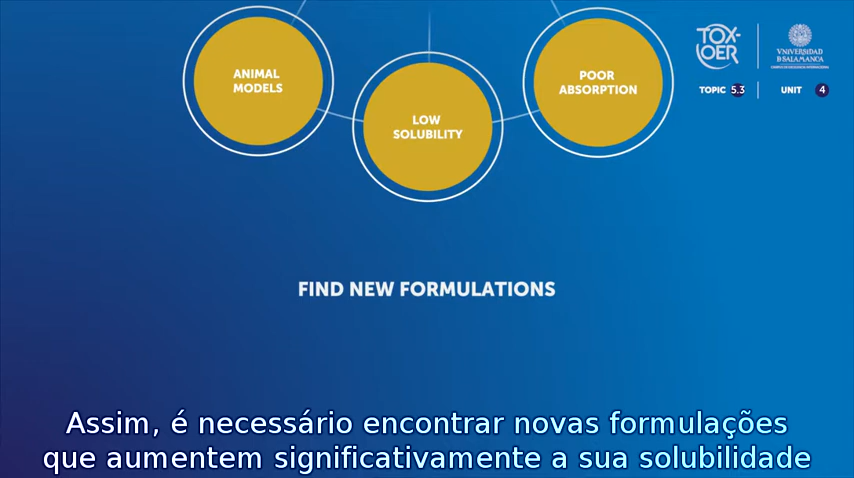 ANIMAL
MODELS
LOW
SOLUBILITY
POOR
ABSORPTION
TOX-
OER
VNIVERSIDAD
D SALAMANCA
TOPIC 5.3
UNIT 4
FIND NEW FORMULATIONS
Assim, é necessário encontrar novas formulações
que aumentem significativamente a sua solubilidade